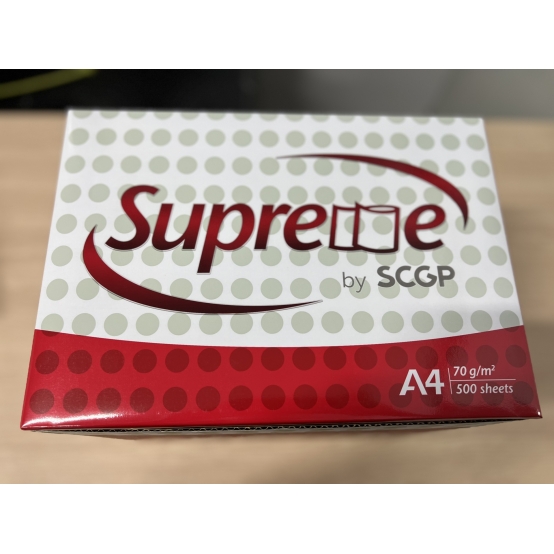 Supreme
by SCGP
A4
70 g/m²
500 sheets